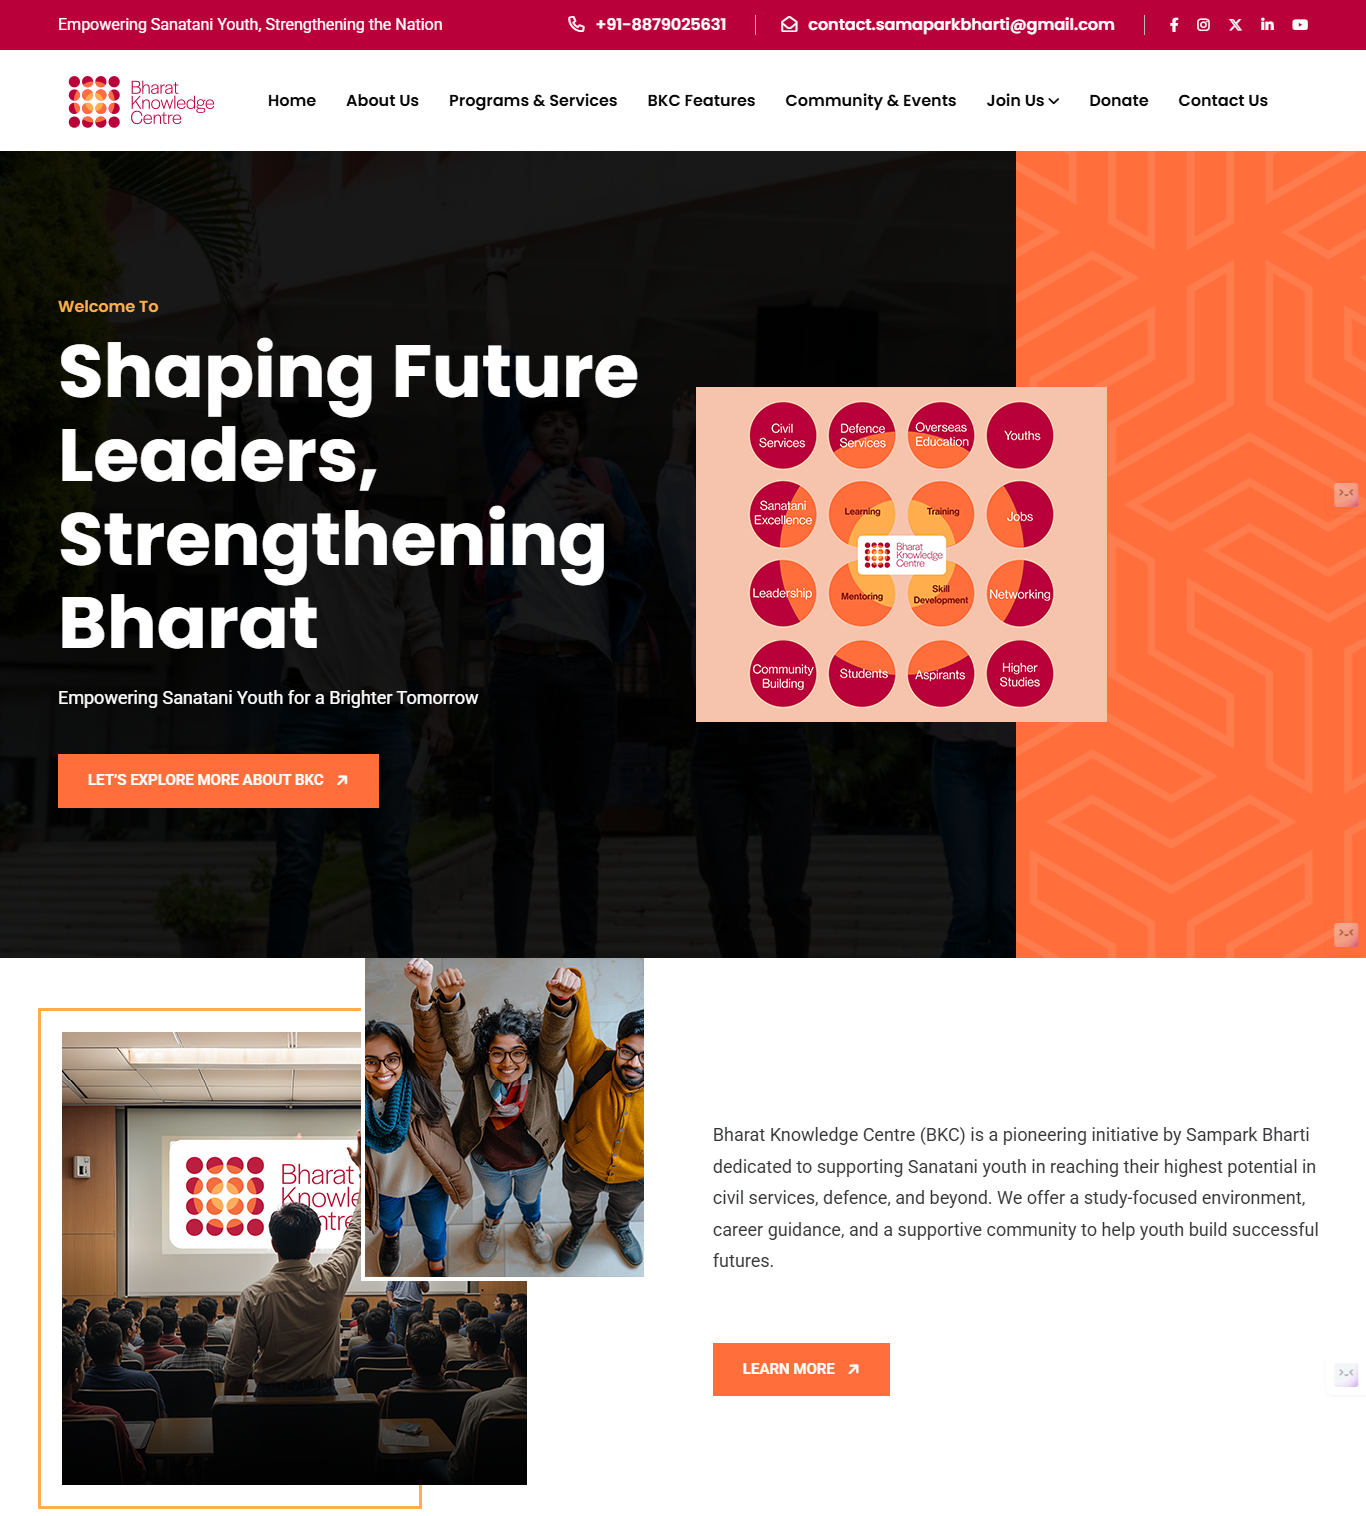 Empowering Sanatani Youth, Strengthening the Nation
+91-8879025631
contact.samaparkbharti@gmail.com
Bharat
Knowledge
Centre
Home
About Us
Programs & Services
BKC Features
Community & Events
Join Us
Donate
Contact Us
Welcome To
Shaping Future
Leaders,
Strengthening
Bharat
Empowering Sanatani Youth for a Brighter Tomorrow
LET'S EXPLORE MORE ABOUT BKC
Civil
Services
Defence
Services
Overseas
Education
Youths
Sanatani
Excellence
Learning
Training
Jobs
Bharat
Knowledge
Centre
Leadership
Mentoring
Skill
Development
Networking
Community
Building
Students
Aspirants
Higher
Studies
Bharat
Knowle
ntre
Bharat Knowledge Centre (BKC) is a pioneering initiative by Sampark Bharti
dedicated to supporting Sanatani youth in reaching their highest potential in
civil services, defence, and beyond. We offer a study-focused environment,
career guidance, and a supportive community to help youth build successful
futures.
LEARN MORE